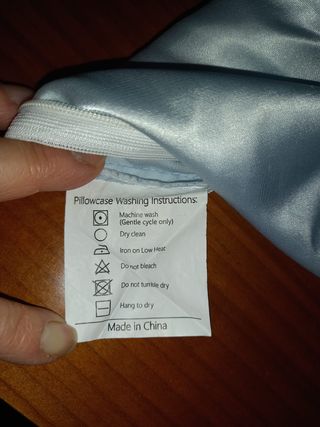 Pillowcase Washing Instructions:
Machine wash
(Gentle cycle only)
Dry clean
Iron on Low Heat
Do not bleach
Do not tumble dry
Hang to dry
Made in China